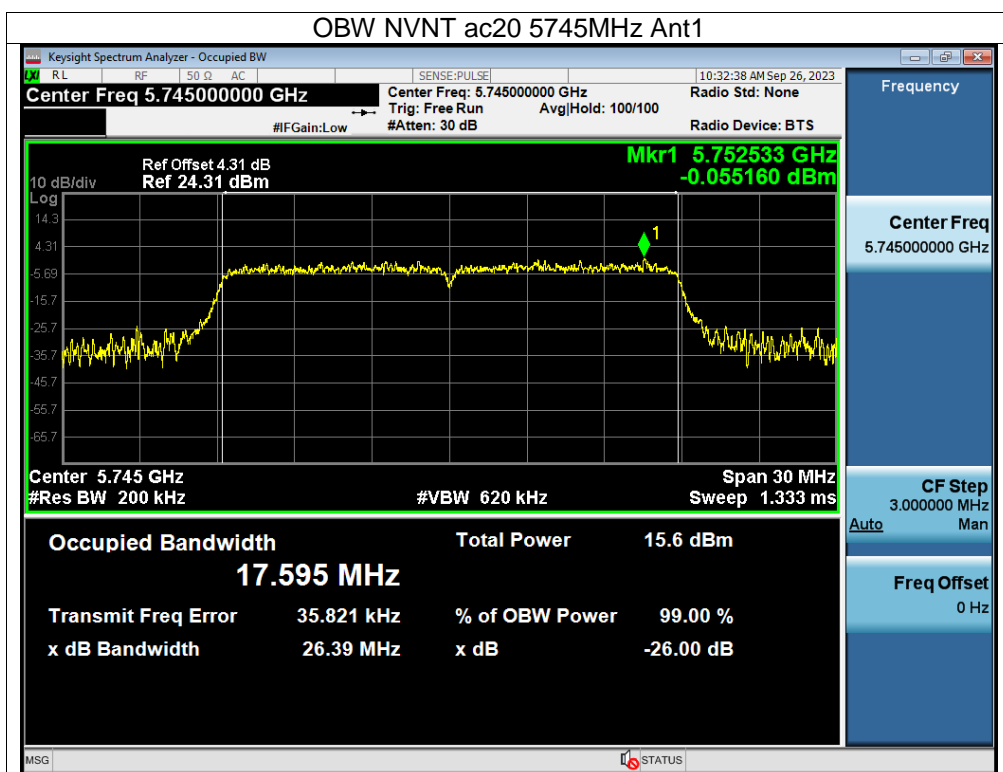 OBW NVNT ac20 5745MHz Ant1
Keysight Spectrum Analyzer - Occupied BW
LXI RL RF 50 Ω AC SENSE:PULSE 10:32:38 AM Sep 26, 2023
Center Freq 5.745000000 GHz Center Freq: 5.745000000 GHz Radio Std: None
Trig: Free Run Avg|Hold: 100/100
#IFGain:Low #Atten: 30 dB Radio Device: BTS
Frequency
Ref Offset 4.31 dB Mkr1 5.752533 GHz
10 dB/div Ref 24.31 dBm -0.055160 dBm
Log
14.3
4.31
-5.69
-15.7
-25.7
-35.7
-45.7
-55.7
-65.7
1
Center Freq
5.745000000 GHz
Center 5.745 GHz Span 30 MHz
#Res BW 200 kHz #VBW 620 kHz Sweep 1.333 ms
CF Step
3.000000 MHz
Auto Man
Occupied Bandwidth Total Power 15.6 dBm
17.595 MHz
Freq Offset
0 Hz
Transmit Freq Error 35.821 kHz % of OBW Power 99.00 %
x dB Bandwidth 26.39 MHz x dB -26.00 dB
MSG STATUS